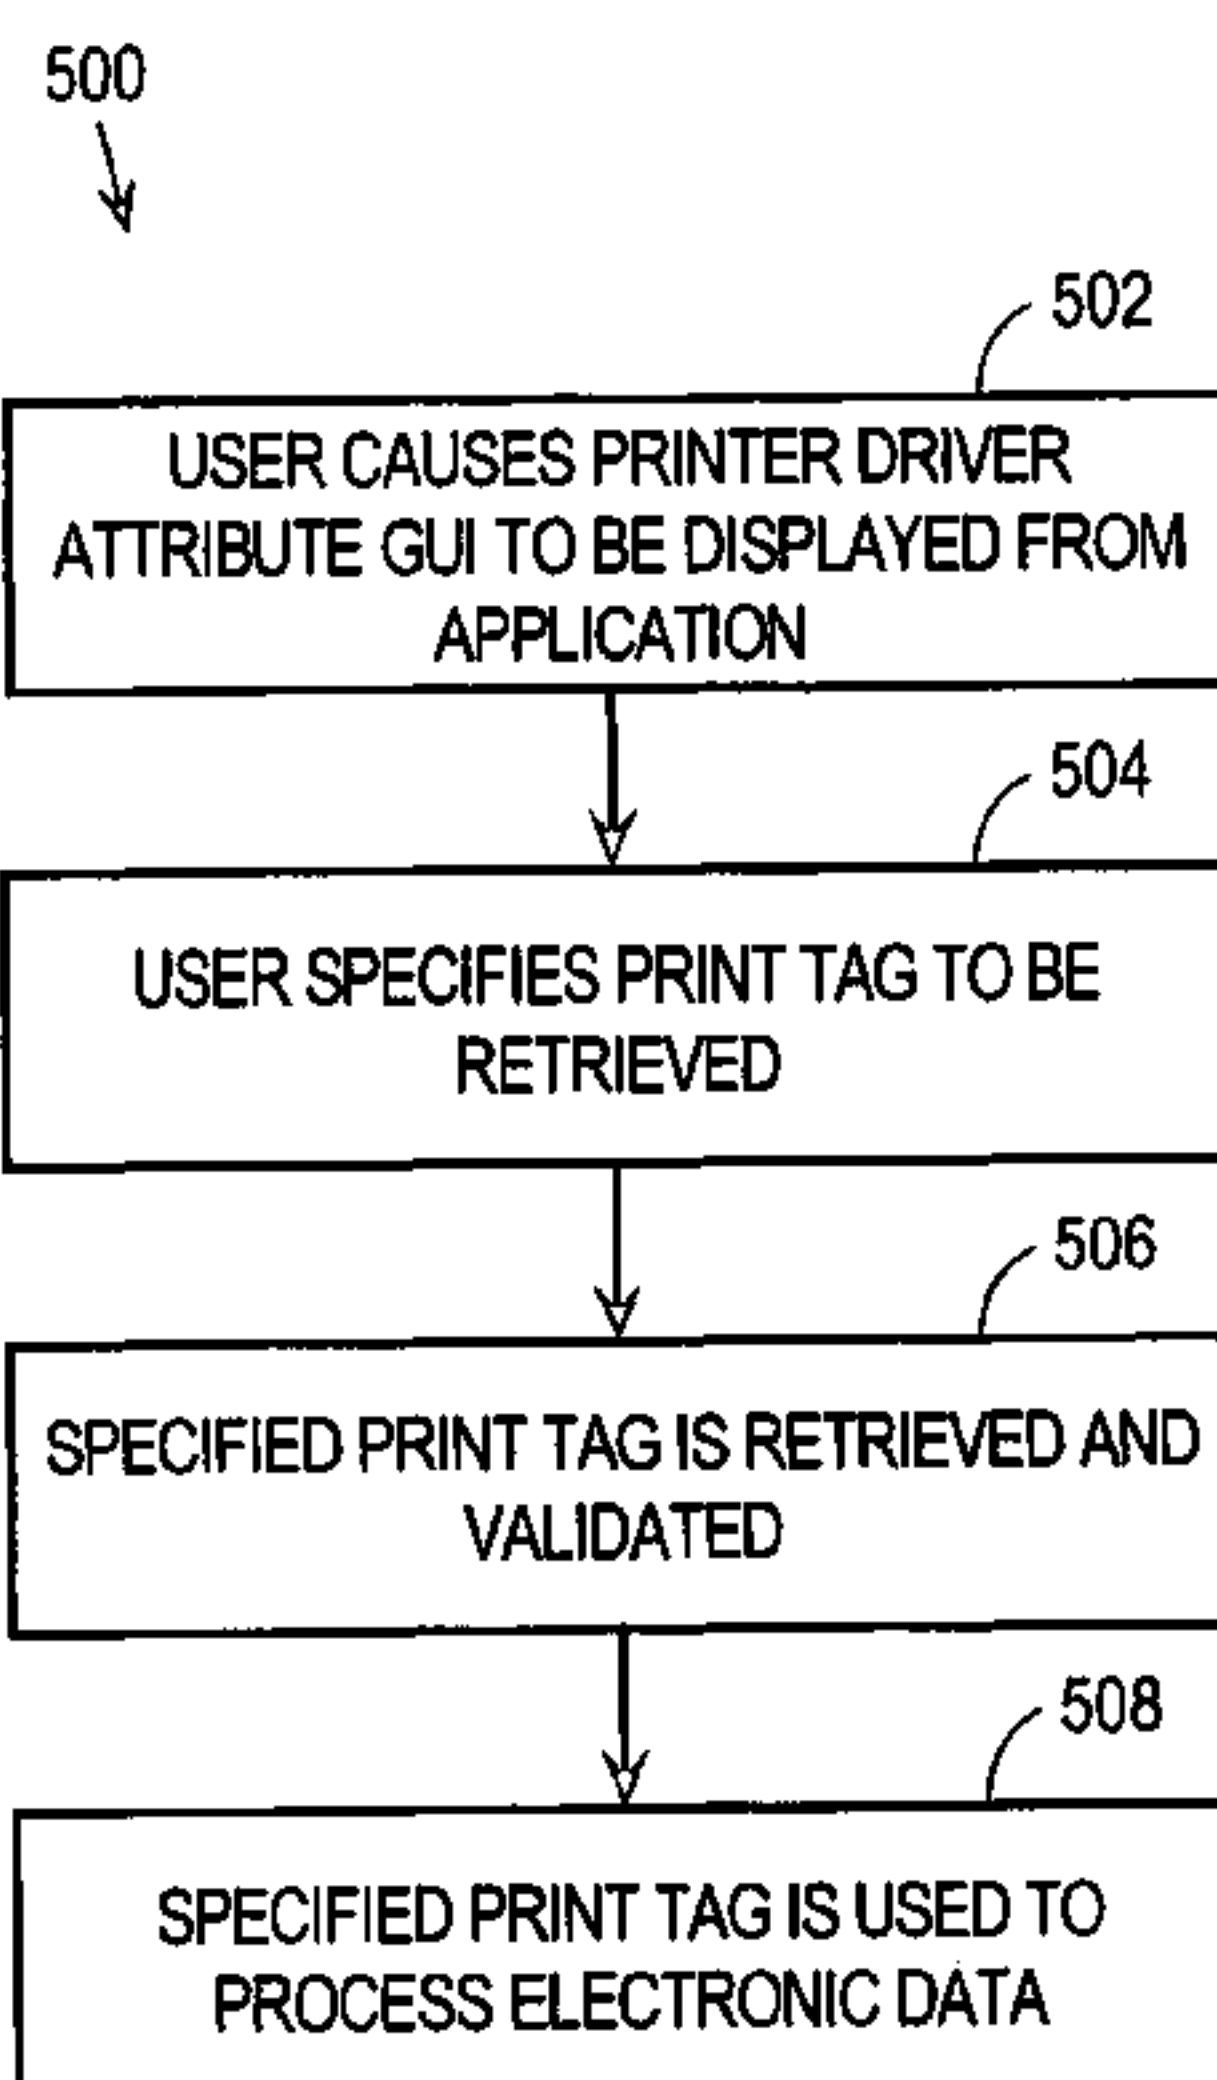 500
502
USER CAUSES PRINTER DRIVER
ATTRIBUTE GUI TO BE DISPLAYED FROM
APPLICATION
504
USER SPECIFIES PRINT TAG TO BE
RETRIEVED
506
SPECIFIED PRINT TAG IS RETRIEVED AND
VALIDATED
508
SPECIFIED PRINT TAG IS USED TO
PROCESS ELECTRONIC DATA